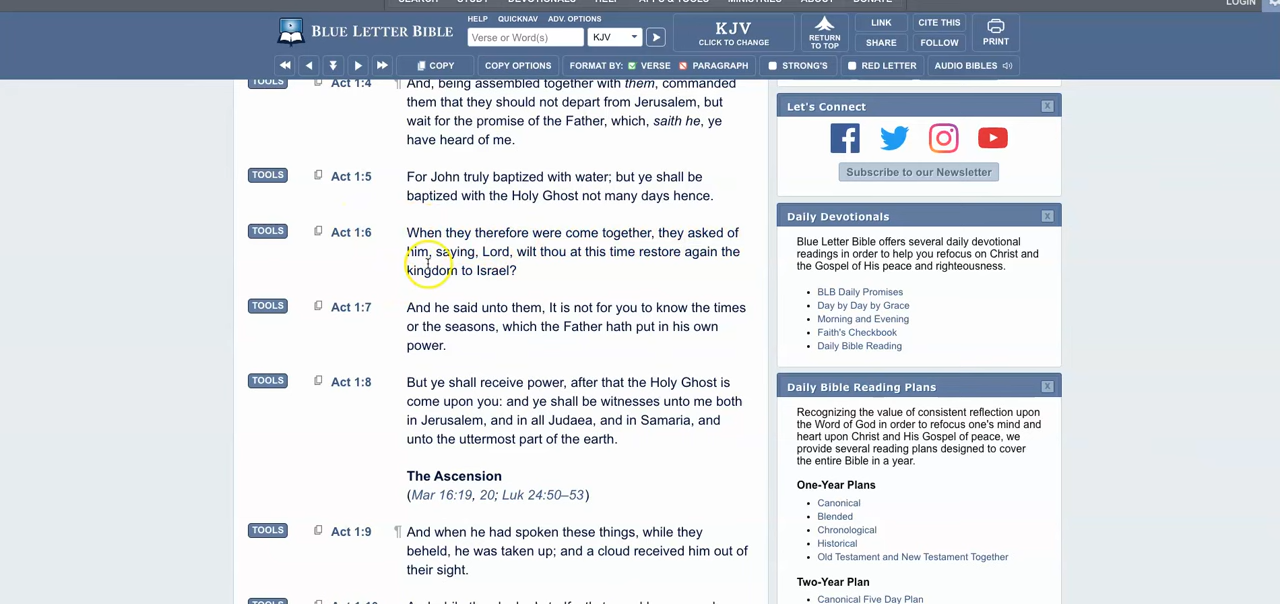 SEARCH STUDY DEVOTIONALS HELP APPS & TOOLS MINISTRIES ABOUT DONATE
LOGIN
BLUE LETTER BIBLE
HELP QUICKNAV ADV. OPTIONS
Verse or Word(s)
KJV
KJV
CLICK TO CHANGE
RETURN
TO TOP
LINK
CITE THIS
SHARE
FOLLOW
PRINT
COPY
COPY OPTIONS
FORMAT BY: VERSE PARAGRAPH
STRONG'S
RED LETTER
AUDIO BIBLES
TOOLS Act 1:4 ¶ And, being assembled together with them, commanded
them that they should not depart from Jerusalem, but
wait for the promise of the Father, which, saith he, ye
have heard of me.
TOOLS Act 1:5 For John truly baptized with water; but ye shall be
baptized with the Holy Ghost not many days hence.
TOOLS Act 1:6 When they therefore were come together, they asked of
him, saying, Lord, wilt thou at this time restore again the
kingdom to Israel?
TOOLS Act 1:7 And he said unto them, It is not for you to know the times
or the seasons, which the Father hath put in his own
power.
TOOLS Act 1:8 But ye shall receive power, after that the Holy Ghost is
come upon you: and ye shall be witnesses unto me both
in Jerusalem, and in all Judaea, and in Samaria, and
unto the uttermost part of the earth.
The Ascension
(Mar 16:19, 20; Luk 24:50–53)
TOOLS Act 1:9 ¶ And when he had spoken these things, while they
beheld, he was taken up; and a cloud received him out of
their sight.
Let's Connect
Subscribe to our Newsletter
Daily Devotionals
Blue Letter Bible offers several daily devotional
readings in order to help you refocus on Christ and
the Gospel of His peace and righteousness.
• BLB Daily Promises
• Day by Day by Grace
• Morning and Evening
• Faith's Checkbook
• Daily Bible Reading
Daily Bible Reading Plans
Recognizing the value of consistent reflection upon
the Word of God in order to refocus one's mind and
heart upon Christ and His Gospel of peace, we
provide several reading plans designed to cover
the entire Bible in a year.
One-Year Plans
• Canonical
• Blended
• Chronological
• Historical
• Old Testament and New Testament Together
Two-Year Plan
• Canonical Five Day Plan